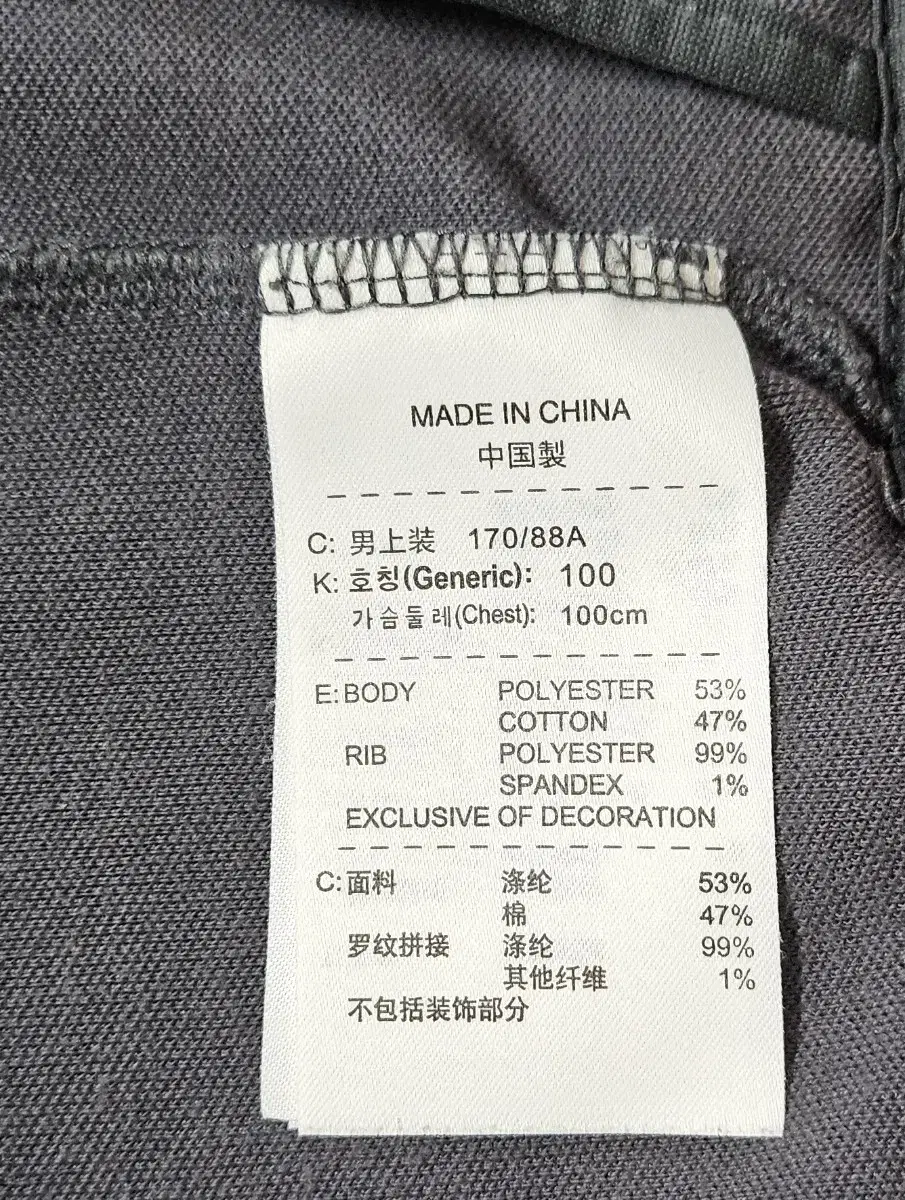 MADE IN CHINA
中国製
C: 男上装 170/88A
K: 호칭(Generic): 100
가슴둘레(Chest): 100cm
E: BODY POLYESTER 53%
COTTON 47%
RIB POLYESTER 99%
SPANDEX 1%
EXCLUSIVE OF DECORATION
C: 面料 涤纶 53%
棉 47%
罗纹拼接 涤纶 99%
其他纤维 1%
不包括装饰部分